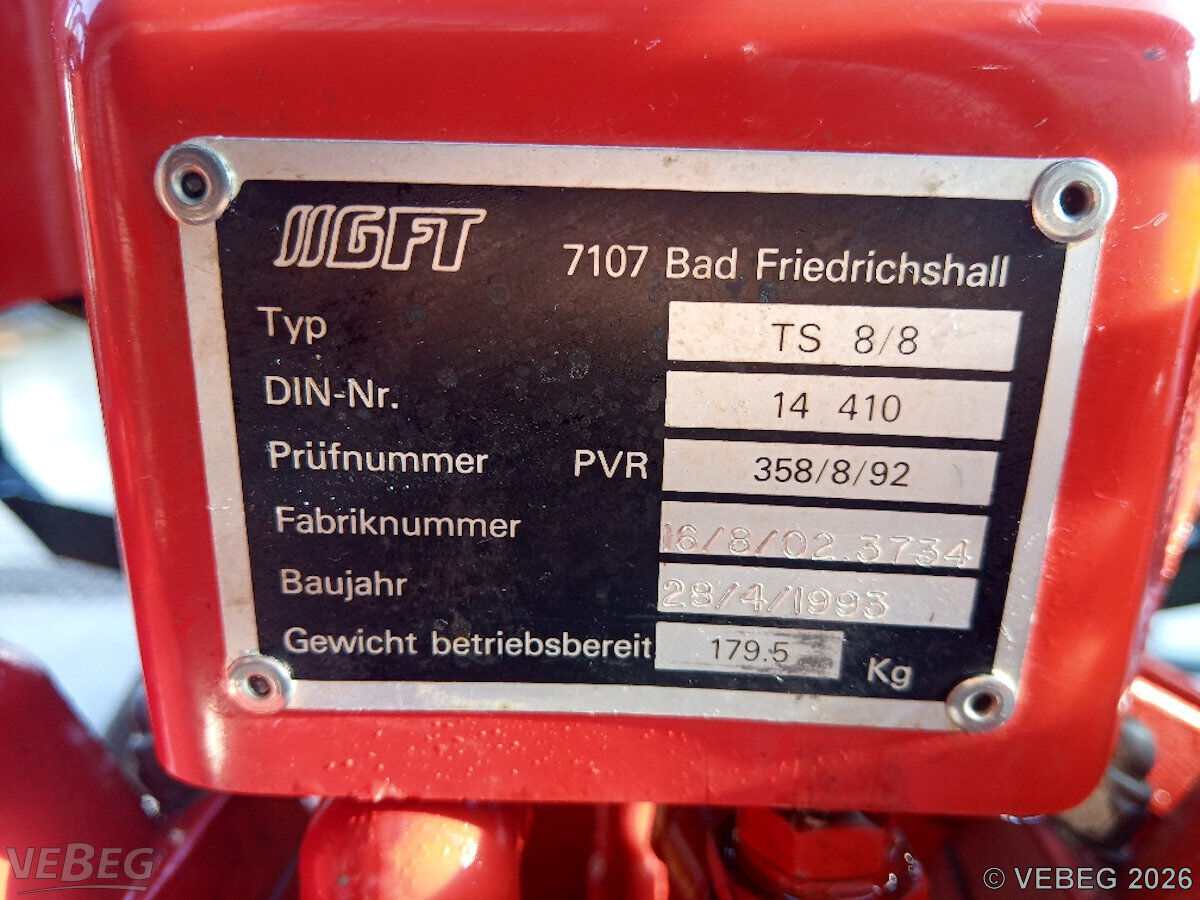 GFT
7107 Bad Friedrichshall
Typ TS 8/8
DIN-Nr. 14 410
Prüfnummer PVR 358/8/92
Fabriknummer 16/8/02.3734
Baujahr 28/4/1993
Gewicht betriebsbereit 179.5 Kg
VEBEG
© VEBEG 2026